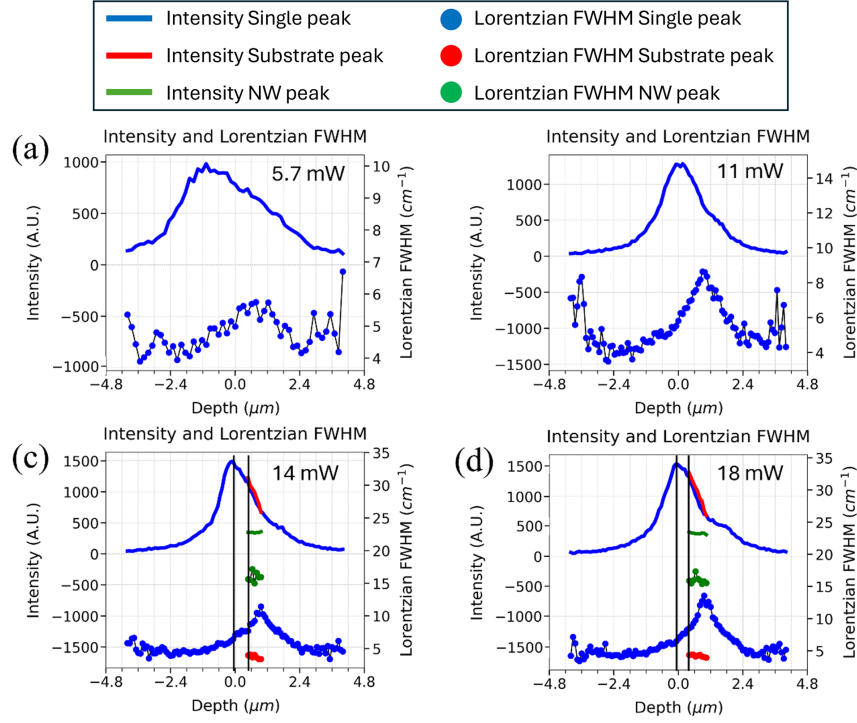 Intensity Single peak
Lorentzian FWHM Single peak
Intensity Substrate peak
Lorentzian FWHM Substrate peak
Intensity NW peak
Lorentzian FWHM NW peak
(a)
Intensity and Lorentzian FWHM
5.7 mW
1000
500
0
−500
−1000
Intensity (A.U.)
10
9
8
7
6
5
4
Lorentzian FWHM (cm⁻¹)
−4.8 −2.4 0.0 2.4 4.8
Depth (μm)
Intensity and Lorentzian FWHM
11 mW
1000
500
0
−500
−1000
−1500
Intensity (A.U.)
14
12
10
8
6
4
Lorentzian FWHM (cm⁻¹)
−4.8 −2.4 0.0 2.4 4.8
Depth (μm)
(c)
Intensity and Lorentzian FWHM
14 mW
1500
1000
500
0
−500
−1000
−1500
Intensity (A.U.)
35
30
25
20
15
10
5
Lorentzian FWHM (cm⁻¹)
−4.8 −2.4 0.0 2.4 4.8
Depth (μm)
(d)
Intensity and Lorentzian FWHM
18 mW
1500
1000
500
0
−500
−1000
−1500
Intensity (A.U.)
35
30
25
20
15
10
5
Lorentzian FWHM (cm⁻¹)
−4.8 −2.4 0.0 2.4 4.8
Depth (μm)